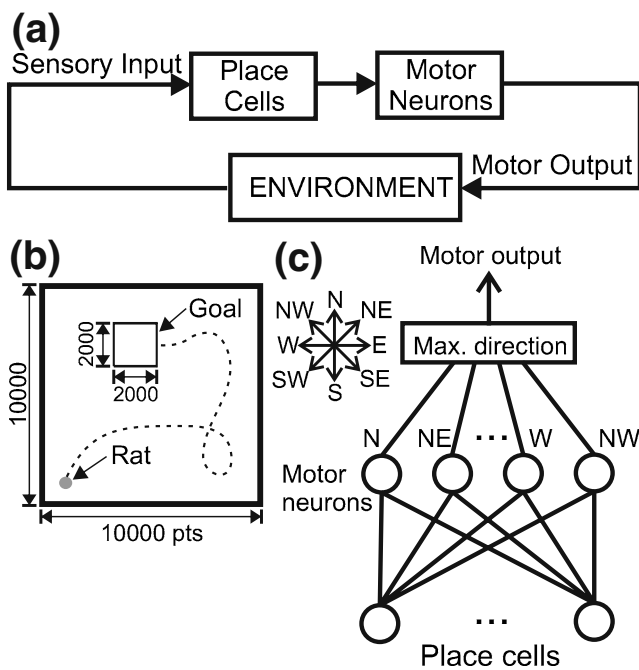 (a)
Sensory Input
Place
Cells
Motor
Neurons
ENVIRONMENT
Motor Output
(b)
Goal
2000
2000
10000
Rat
10000 pts
(c)
Motor output
N
NW NE
W E
SW SE
S
Max. direction
N NE ... W NW
Motor
neurons
...
Place cells